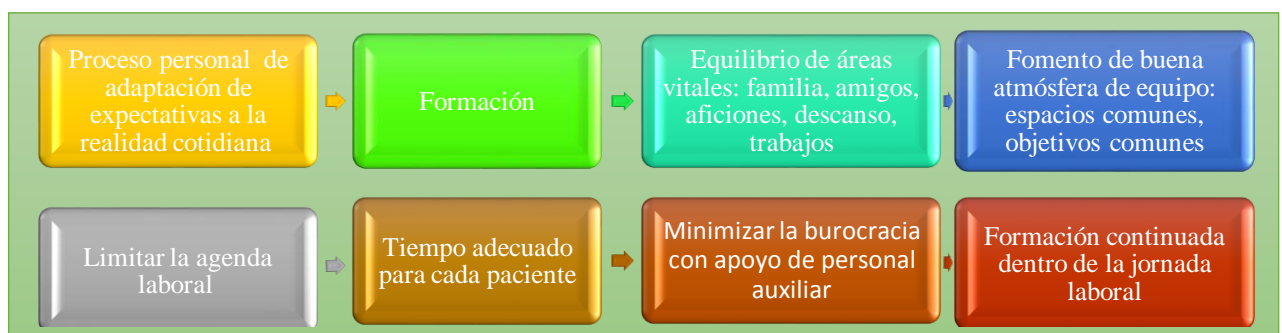 Proceso personal de
adaptación de
expectativas a la
realidad cotidiana
Formación
Equilibrio de áreas
vitales: familia, amigos,
aficiones, descanso,
trabajos
Fomento de buena
atmósfera de equipo:
espacios comunes,
objetivos comunes
Limitar la agenda
laboral
Tiempo adecuado
para cada paciente
Minimizar la burocracia
con apoyo de personal
auxiliar
Formación continuada
dentro de la jornada
laboral